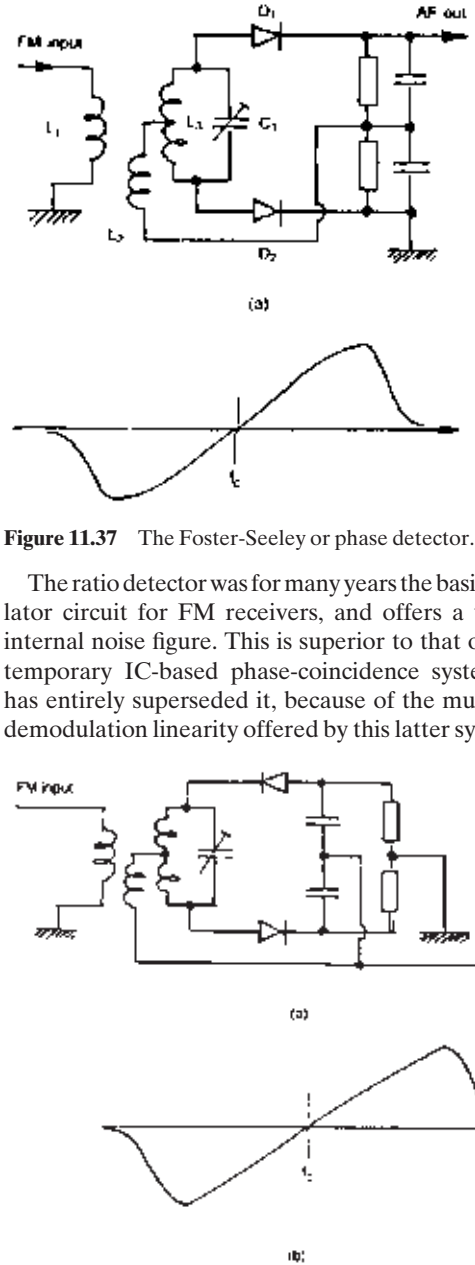 D₁
AF out
FM input
L₁
L₃
C₁
L₂
D₂
(a)
f_c
Figure 11.37 The Foster-Seeley or phase detector.
The ratio detector was for many years the basi
lator circuit for FM receivers, and offers a
internal noise figure. This is superior to that o
temporary IC-based phase-coincidence syste
has entirely superseded it, because of the mu
demodulation linearity offered by this latter sy
FM input
(a)
f_c
(b)